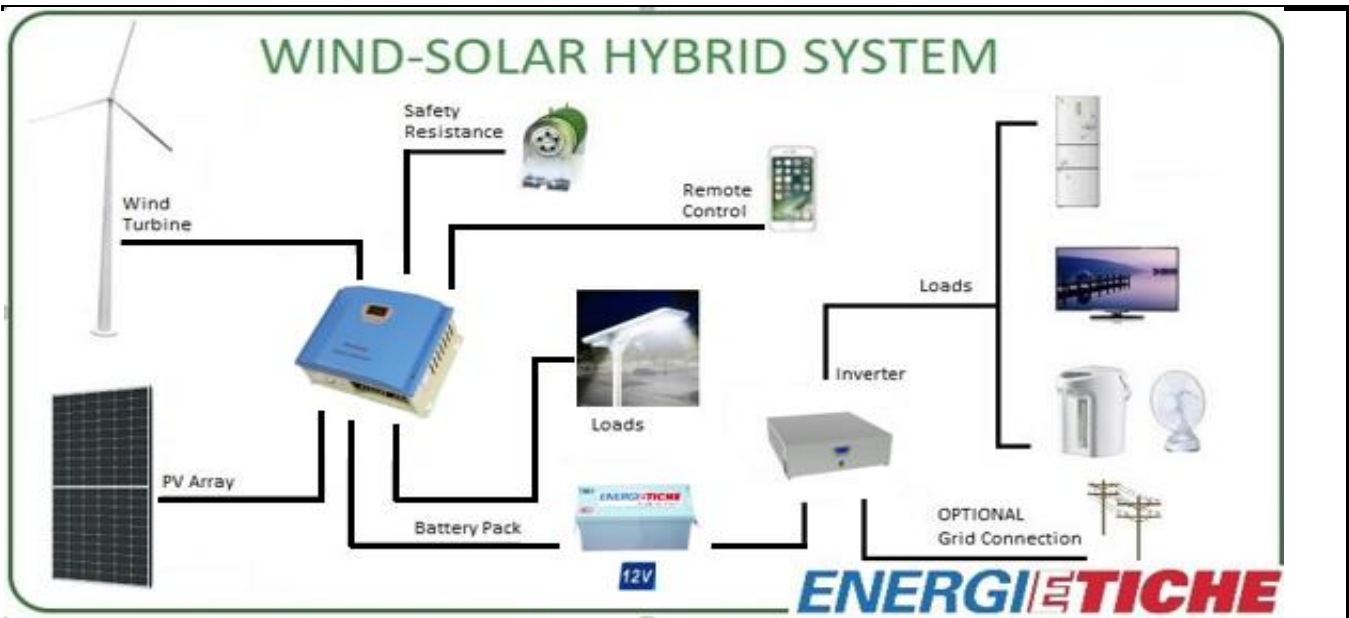 WIND-SOLAR HYBRID SYSTEM
Safety
Resistance
Remote
Control
Wind
Turbine
Loads
Inverter
Loads
PV Array
Battery Pack
ENERGIETICHE
12V
OPTIONAL
Grid Connection
ENERGIETICHE